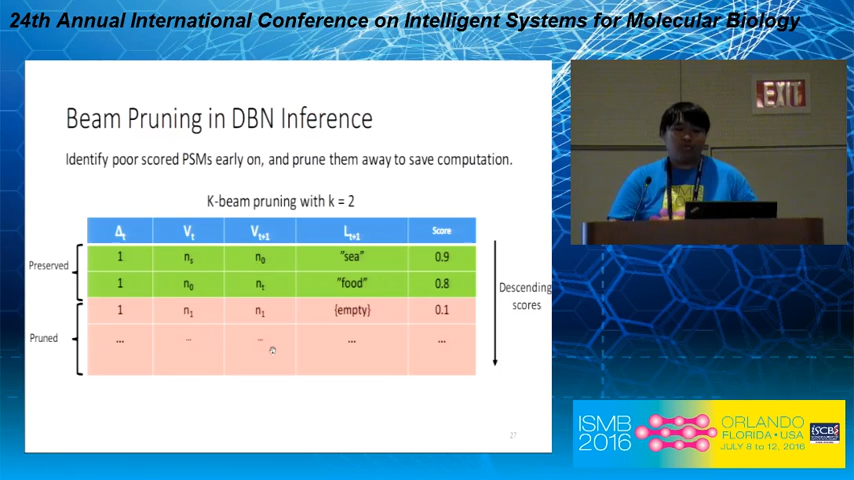 24th Annual International Conference on Intelligent Systems for Molecular Biology
Beam Pruning in DBN Inference
Identify poor scored PSMs early on, and prune them away to save computation.
K-beam pruning with k = 2
Δt Vt Vt+1 Lt+1 Score
Preserved
1 ns n0 "sea" 0.9
1 n0 nt "food" 0.8
Pruned
1 n1 n1 {empty} 0.1
... ... ... ... ...
Descending
scores
27
EXIT
ISMB
2016
ORLANDO
FLORIDA • USA
JULY 8 to 12, 2016
ISCB